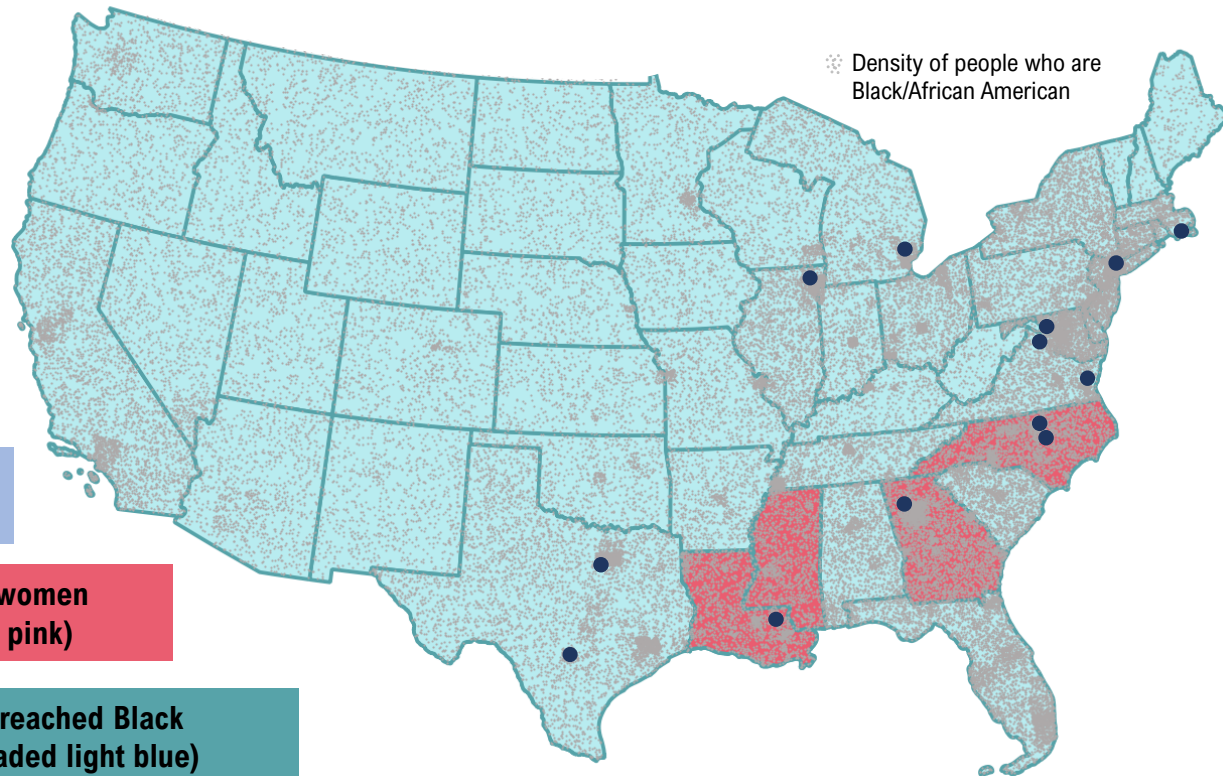 Density of people who are
Black/African American
women
pink)
reached Black
aded light blue)